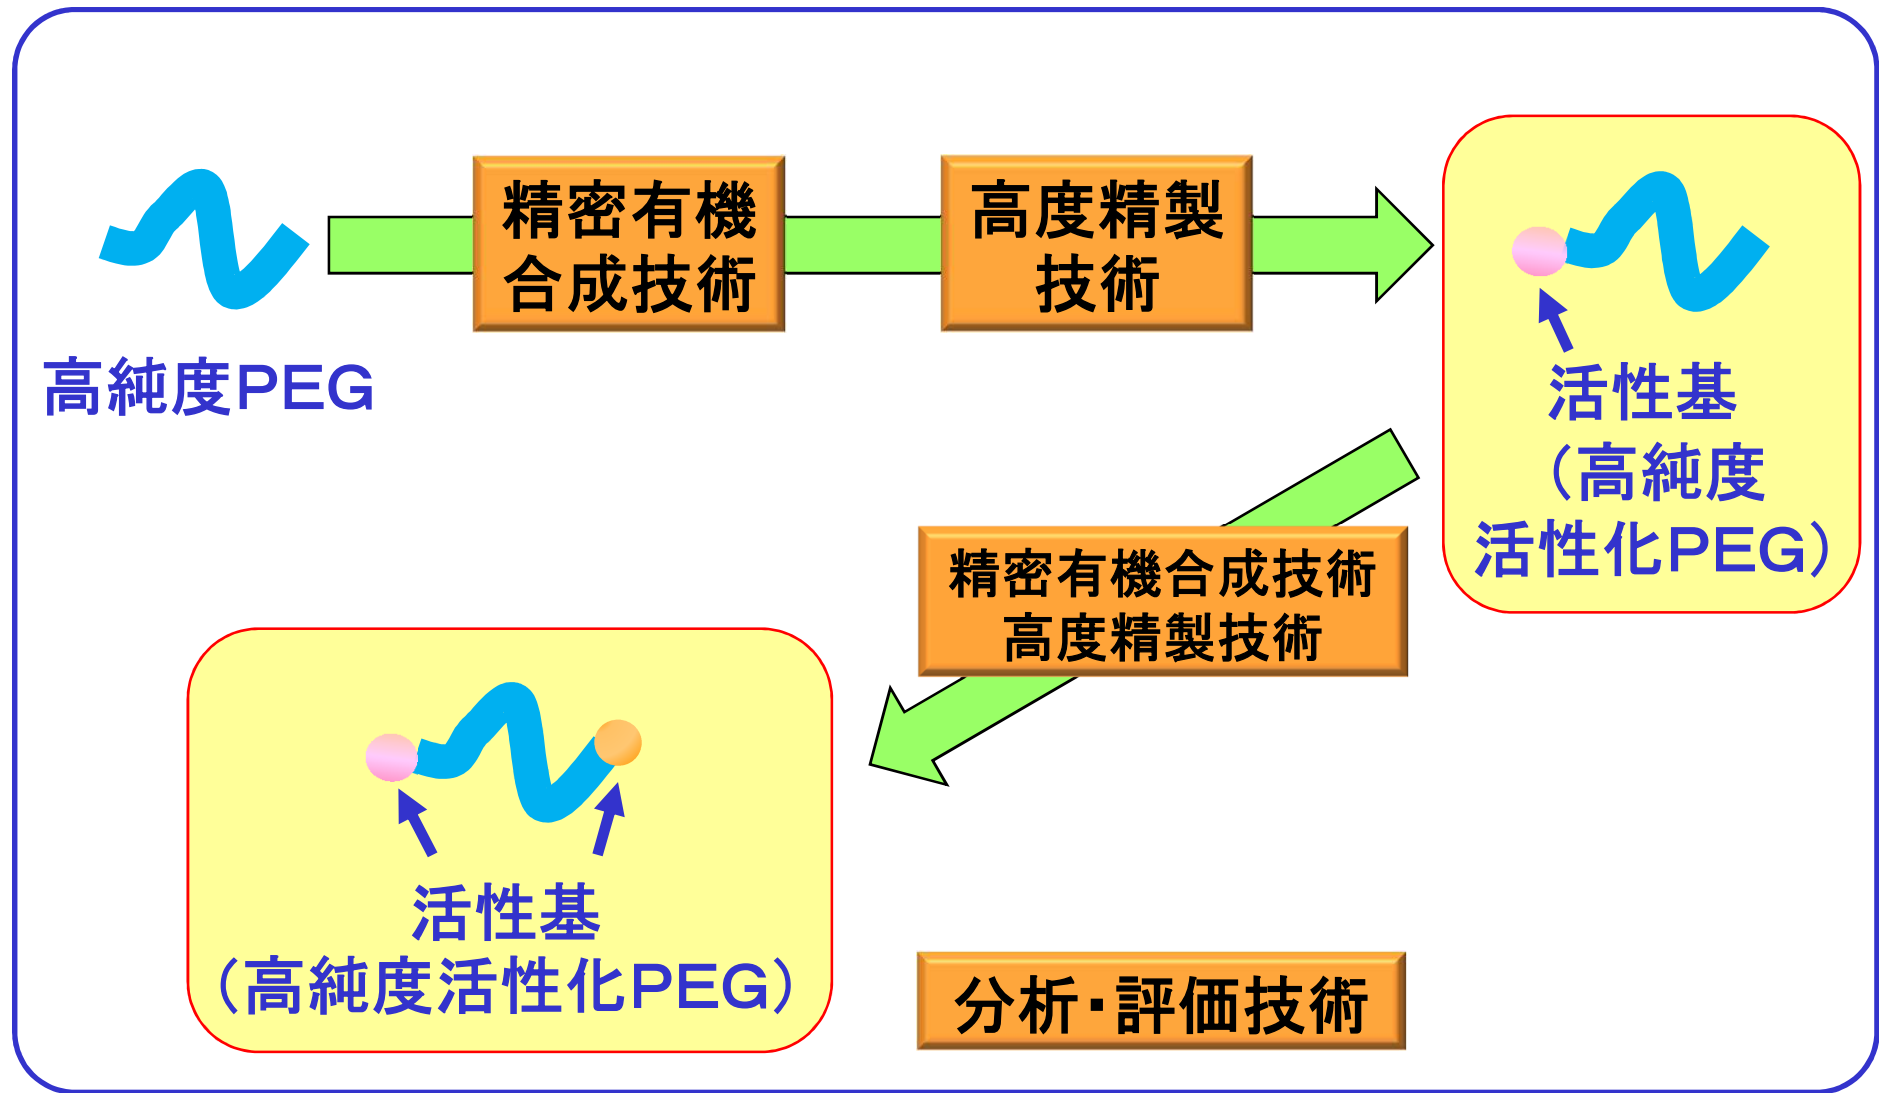 精密有機
合成技術
高度精製
技術
高純度PEG
活性基
（高純度
活性化PEG）
精密有機合成技術
高度精製技術
活性基
（高純度活性化PEG）
分析・評価技術